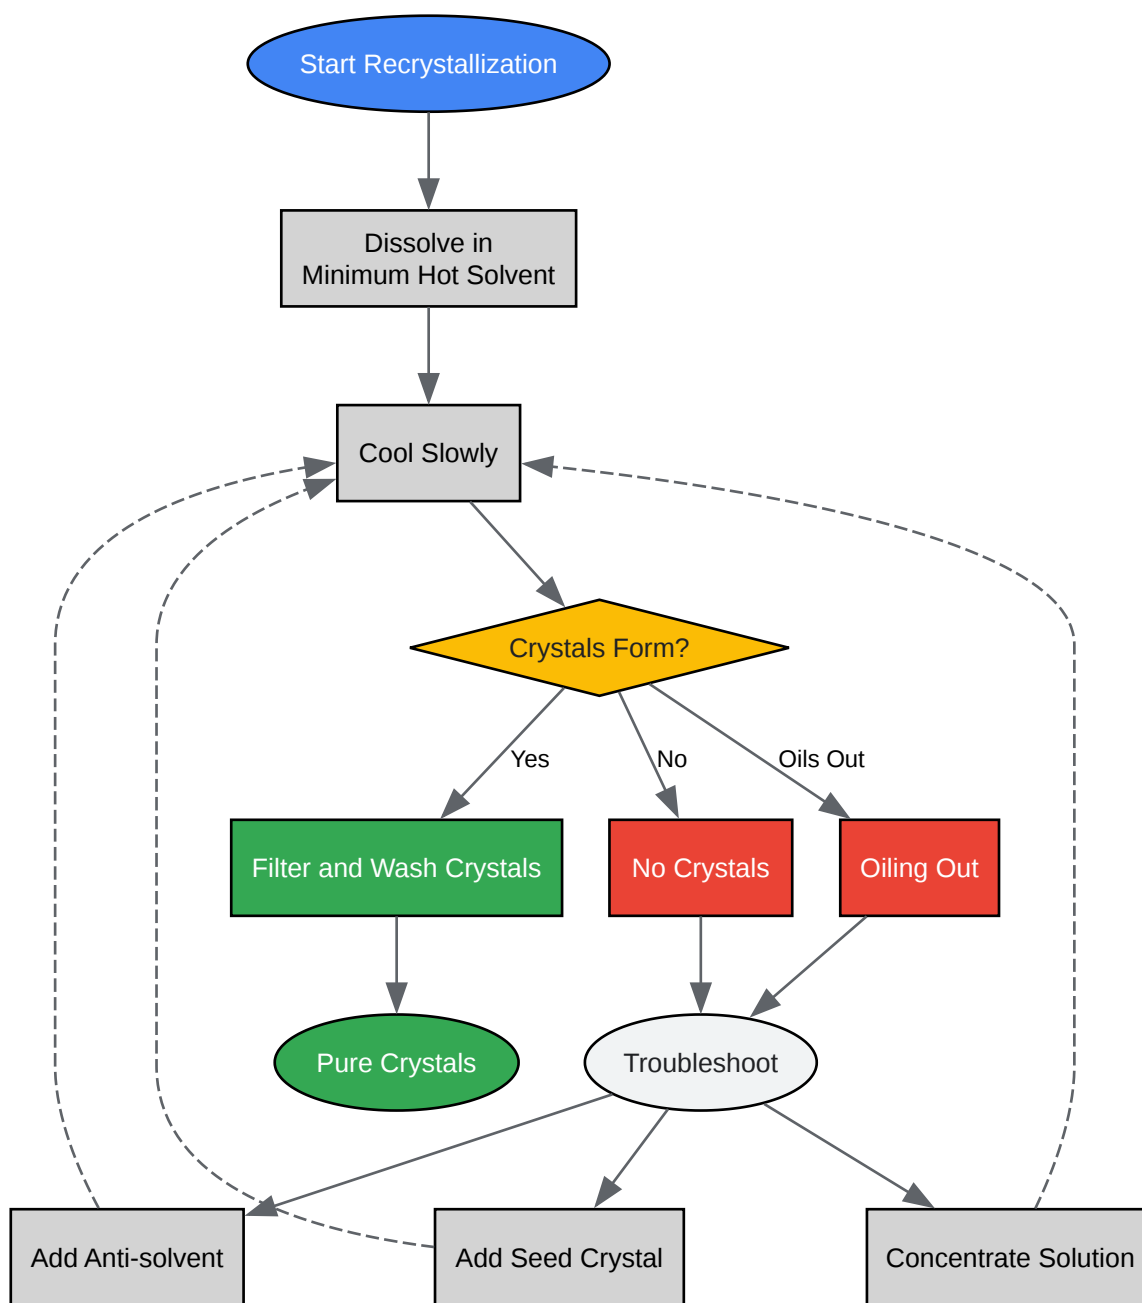 Start Recrystallization
Dissolve in
Minimum Hot Solvent
Cool Slowly
Crystals Form?
Yes
No
Oils Out
Filter and Wash Crystals
No Crystals
Oiling Out
Pure Crystals
Troubleshoot
Add Anti-solvent
Add Seed Crystal
Concentrate Solution